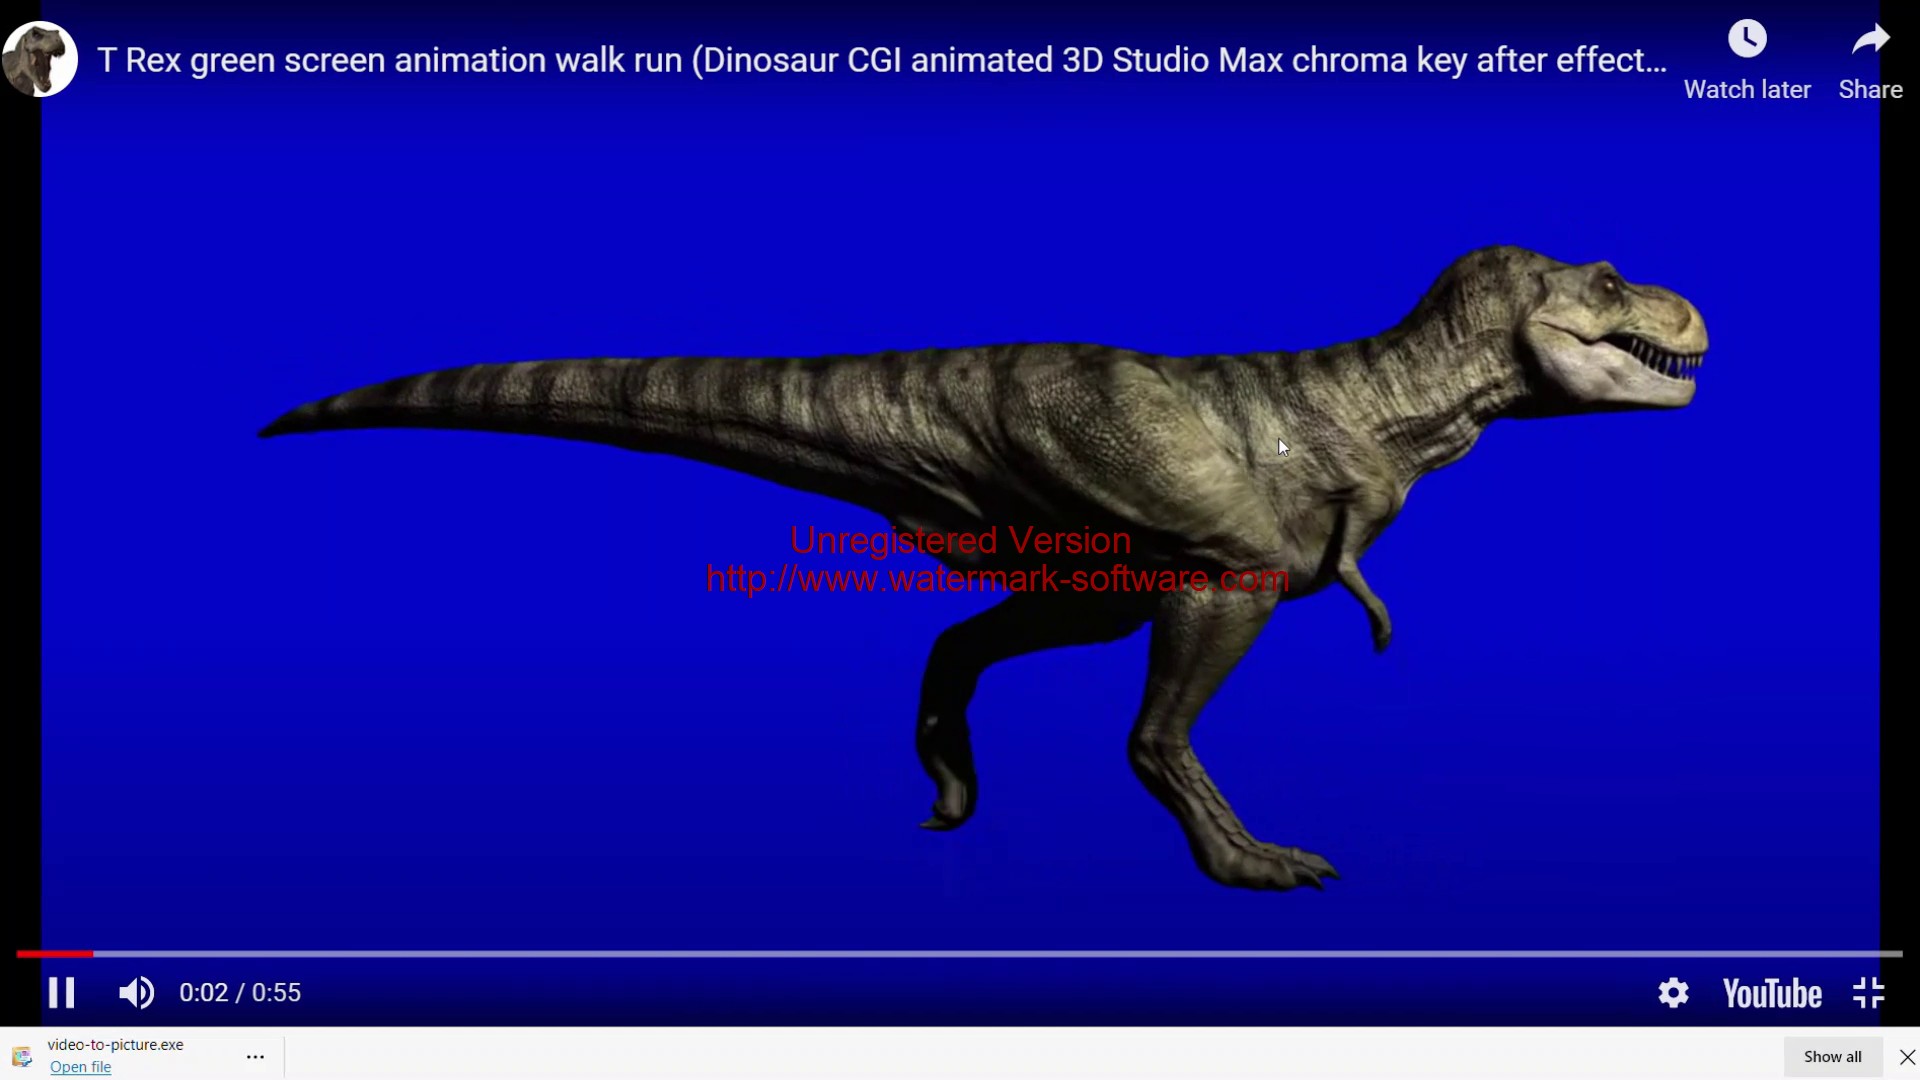 T Rex green screen animation walk run (Dinosaur CGI animated 3D Studio Max chroma key after effect...
Watch later
Share
Unregistered Version
http://www.watermark-software.com
0:02 / 0:55
YouTube
video-to-picture.exe
Open file
...
Show all